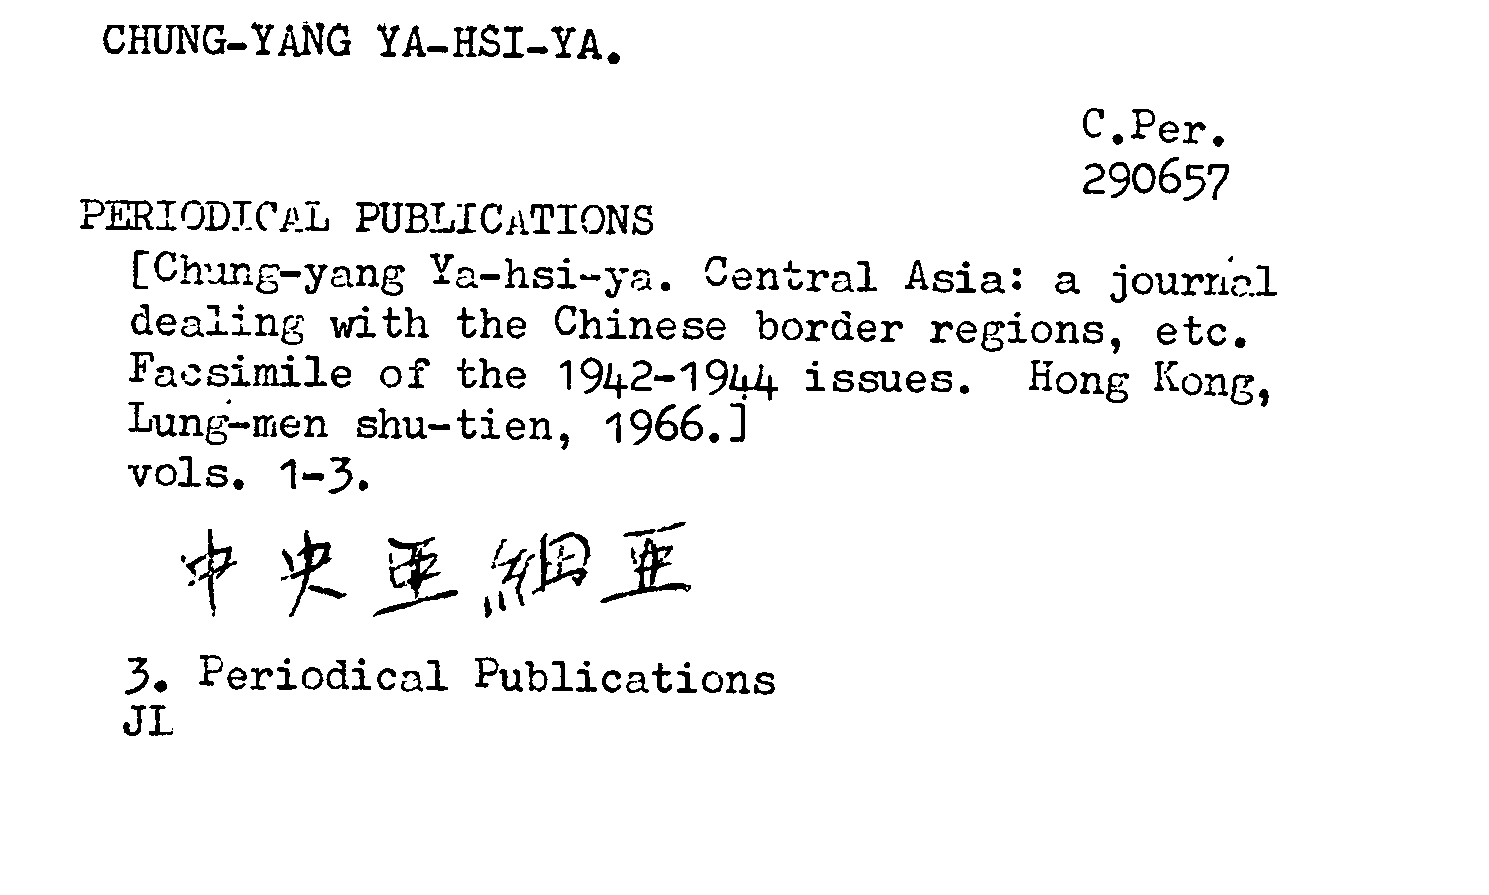 CHUNG-YANG YA-HSI-YA.
C.Per.
290657
PERIODICAL PUBLICATIONS
[Chung-yang Ya-hsi-ya. Central Asia: a journal
dealing with the Chinese border regions, etc.
Facsimile of the 1942-1944 issues. Hong Kong,
Lung-men shu-tien, 1966.]
vols. 1-3.
中央亜細亜
3. Periodical Publications
JL